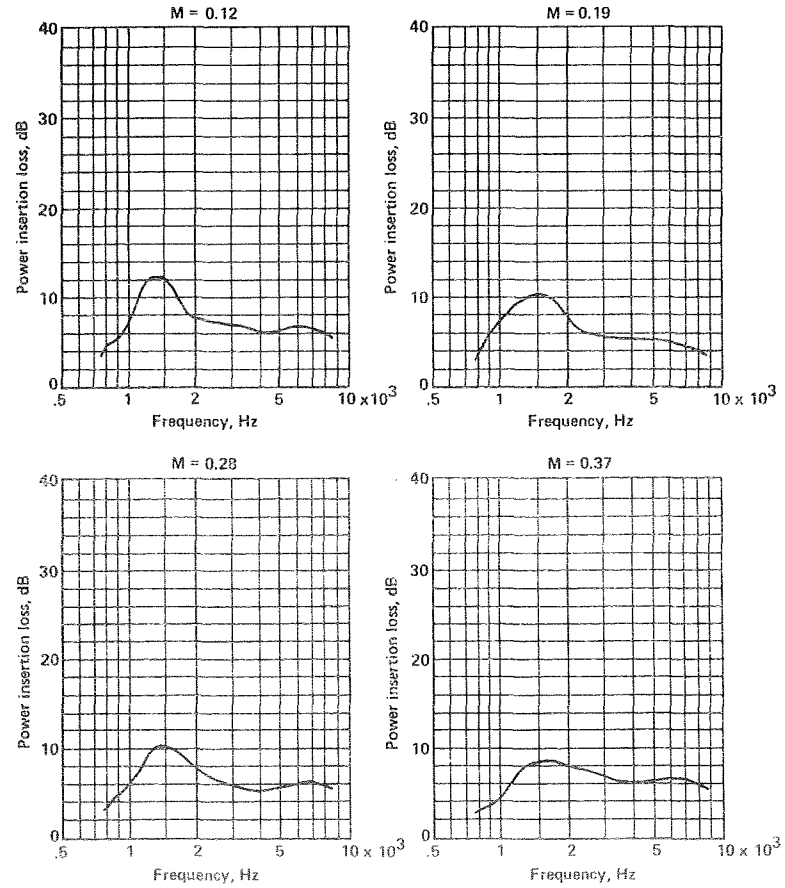 M = 0.12
40
30
20
10
0
Power insertion loss, dB
.5 1 2 5 10 x 10³
Frequency, Hz
M = 0.19
40
30
20
10
0
Power insertion loss, dB
.5 1 2 5 10 x 10³
Frequency, Hz
M = 0.28
40
30
20
10
0
Power insertion loss, dB
.5 1 2 5 10 x 10³
Frequency, Hz
M = 0.37
40
30
20
10
0
Power insertion loss, dB
.5 1 2 5 10 x 10³
Frequency, Hz